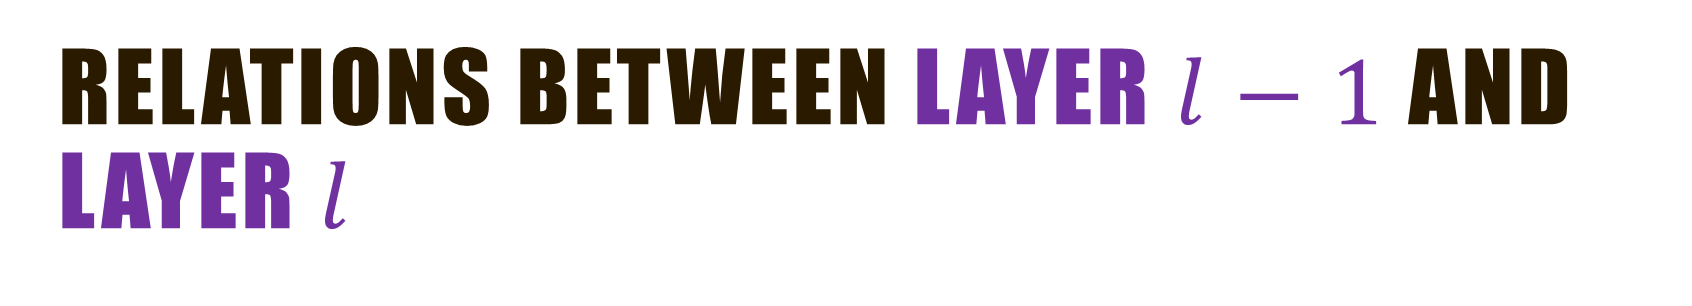 RELATIONS BETWEEN LAYER l − 1 AND
LAYER l